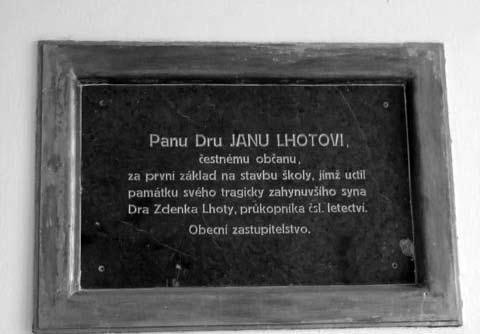 Panu Dru JANU LHOTOVI,
čestnému občanu,
za první základ na stavbu školy, jímž uctil
památku svého tragicky zahynuvšího syna
Dra Zdenka Lhoty, průkopníka čsl. letectví.
Obecní zastupitelstvo.